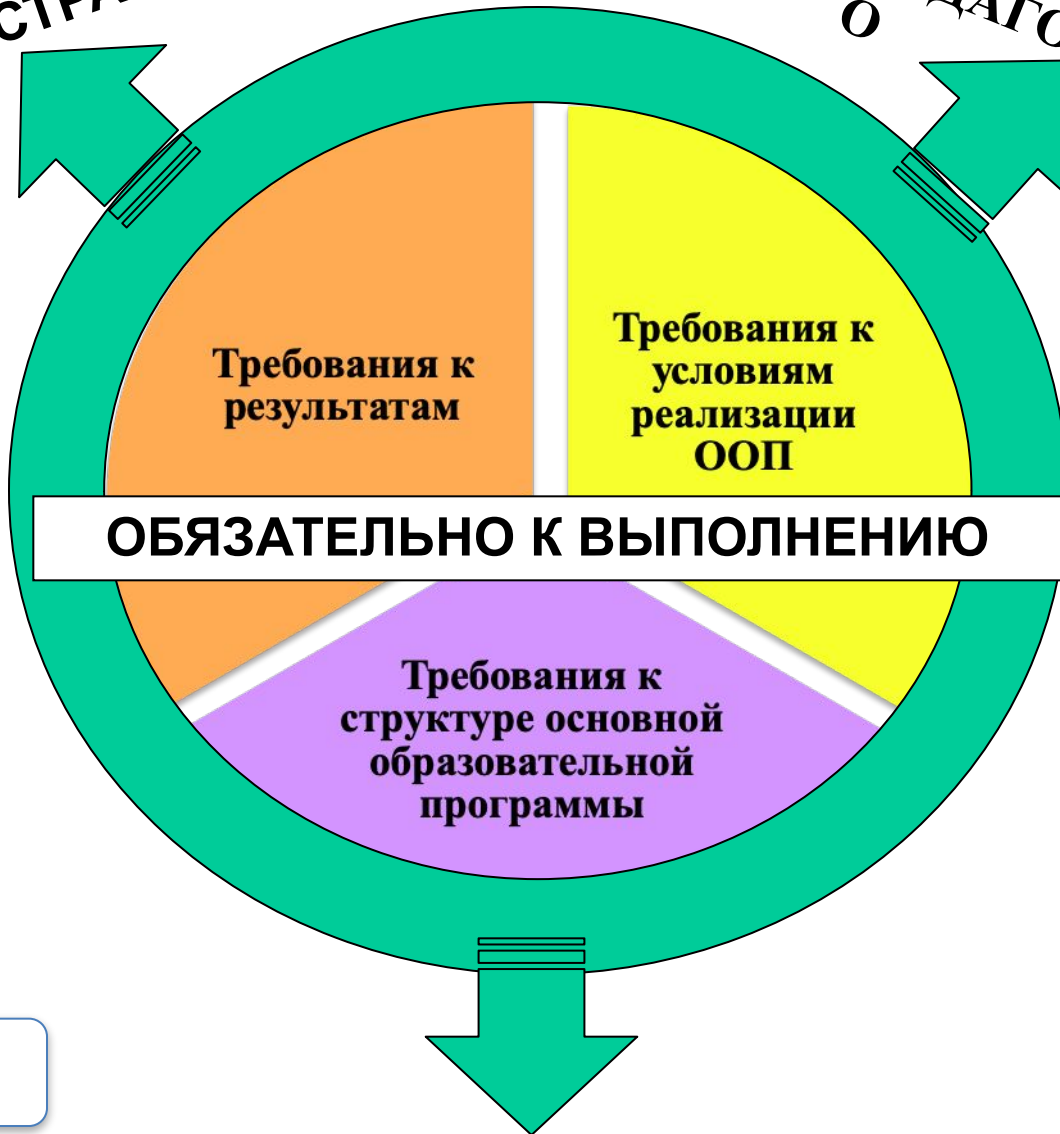 Требования к
результатам
Требования к
условиям
реализации
ООП
ОБЯЗАТЕЛЬНО К ВЫПОЛНЕНИЮ
Требования к
структуре основной
образовательной
программы